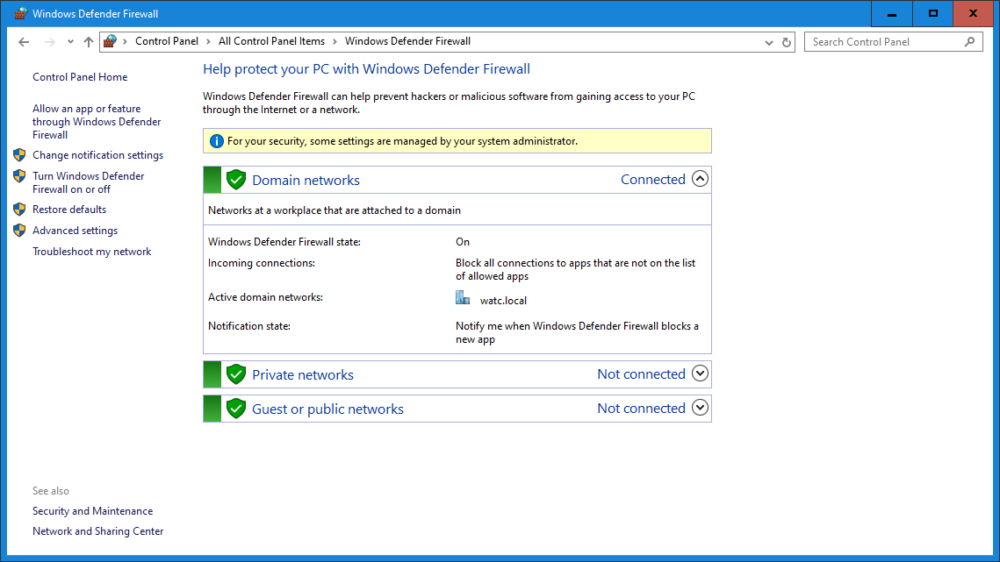 Windows Defender Firewall
Control Panel > All Control Panel Items > Windows Defender Firewall
Search Control Panel
Control Panel Home
Allow an app or feature
through Windows Defender
Firewall
Change notification settings
Turn Windows Defender
Firewall on or off
Restore defaults
Advanced settings
Troubleshoot my network
See also
Security and Maintenance
Network and Sharing Center
Help protect your PC with Windows Defender Firewall
Windows Defender Firewall can help prevent hackers or malicious software from gaining access to your PC
through the Internet or a network.
For your security, some settings are managed by your system administrator.
Domain networks Connected
Networks at a workplace that are attached to a domain
Windows Defender Firewall state: On
Incoming connections: Block all connections to apps that are not on the list
of allowed apps
Active domain networks: watc.local
Notification state: Notify me when Windows Defender Firewall blocks a
new app
Private networks Not connected
Guest or public networks Not connected